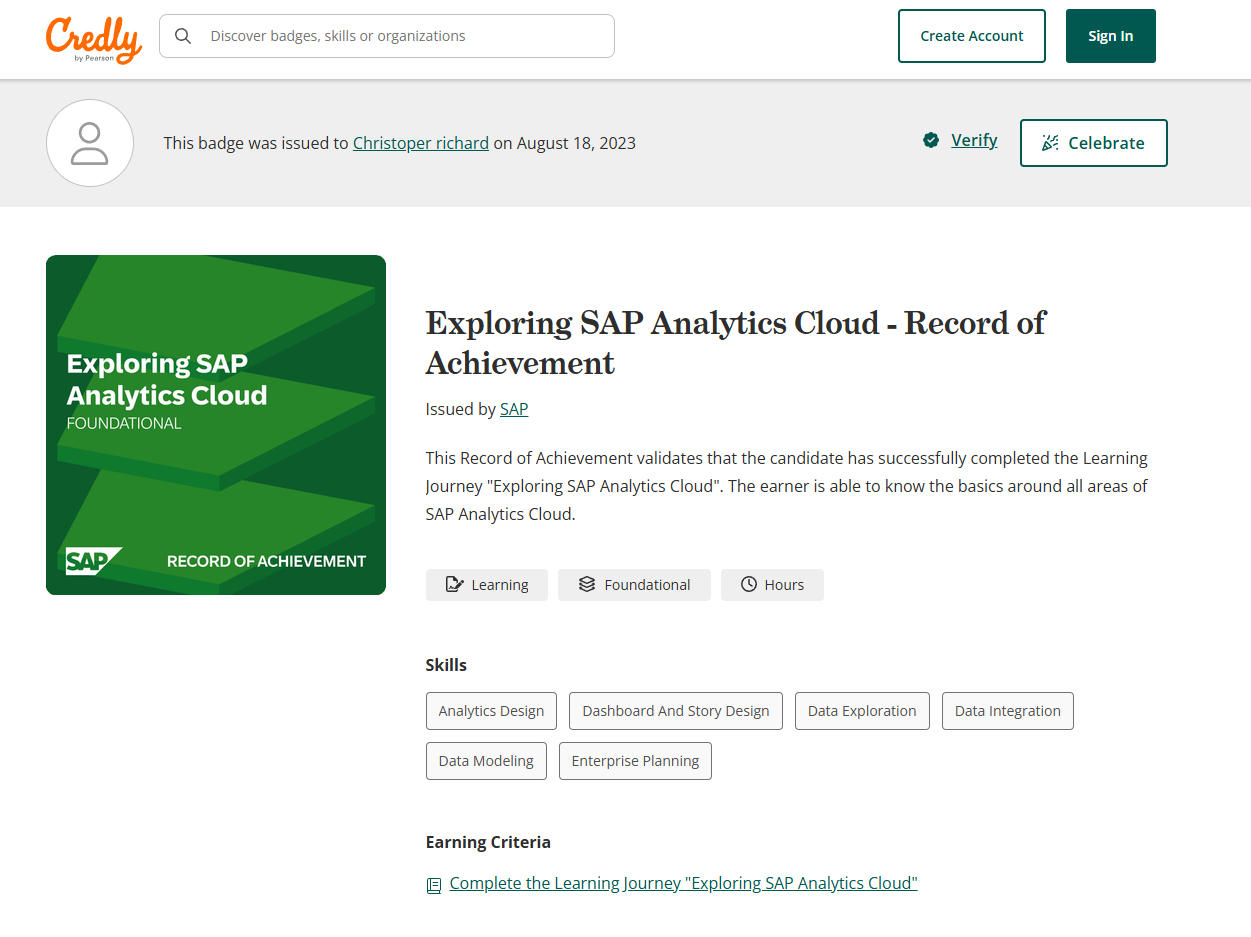 Credly
by Pearson
Discover badges, skills or organizations
Create Account
Sign In
This badge was issued to Christoper richard on August 18, 2023
Verify
Celebrate
Exploring SAP
Analytics Cloud
FOUNDATIONAL
SAP
RECORD OF ACHIEVEMENT
Exploring SAP Analytics Cloud - Record of
Achievement
Issued by SAP
This Record of Achievement validates that the candidate has successfully completed the Learning
Journey "Exploring SAP Analytics Cloud". The earner is able to know the basics around all areas of
SAP Analytics Cloud.
Learning
Foundational
Hours
Skills
Analytics Design
Dashboard And Story Design
Data Exploration
Data Integration
Data Modeling
Enterprise Planning
Earning Criteria
Complete the Learning Journey "Exploring SAP Analytics Cloud"